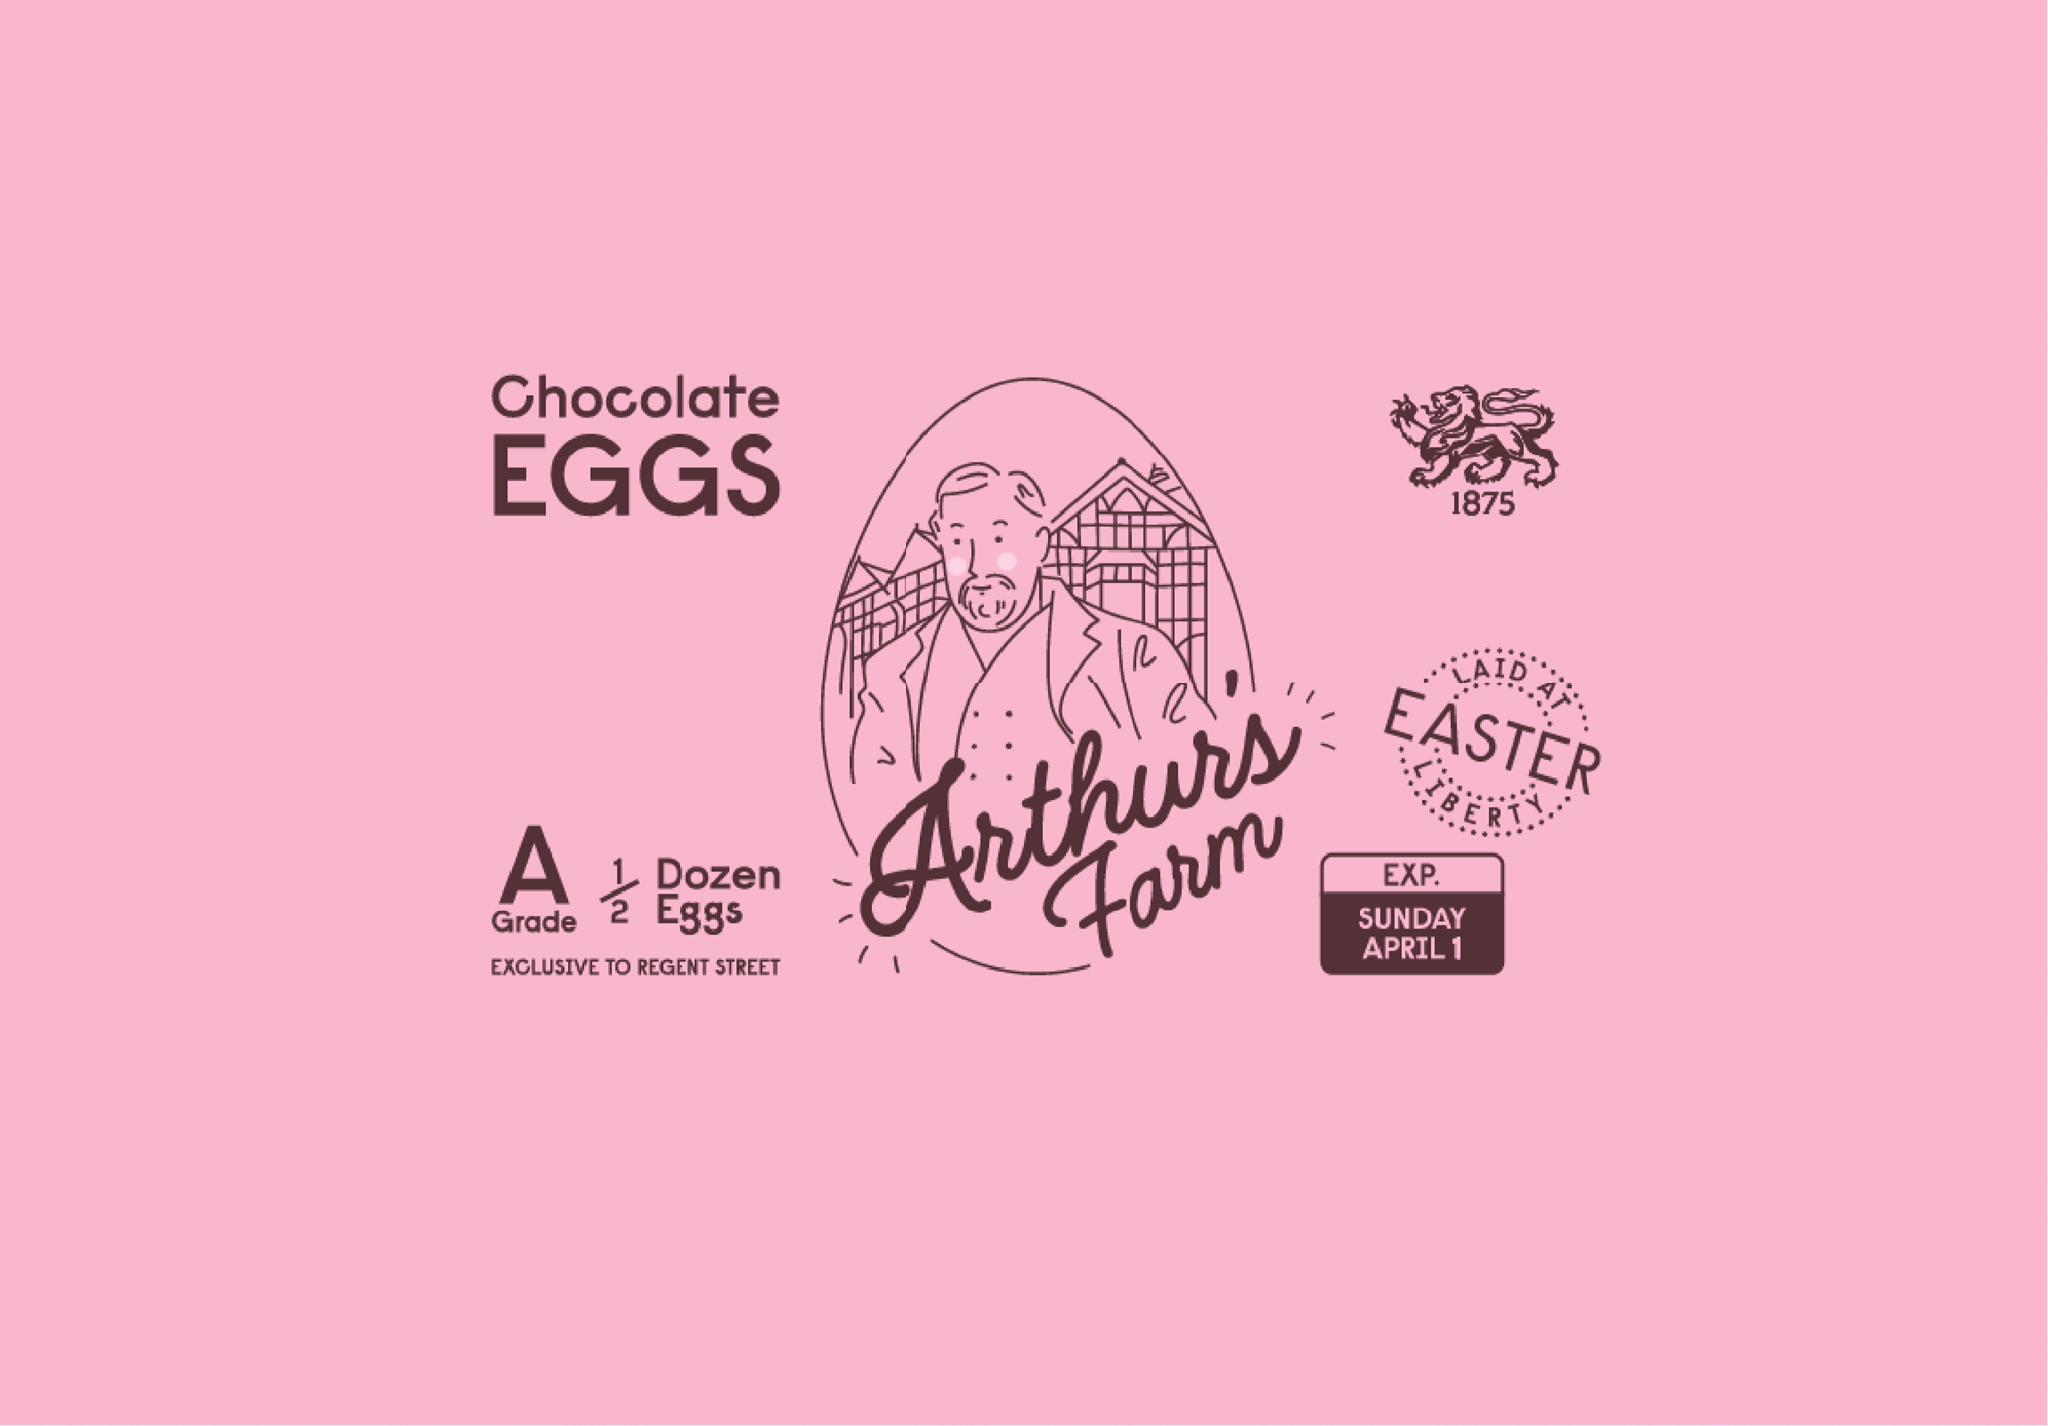 Chocolate
EGGS
A
Grade
1/2
Dozen
Eggs
EXCLUSIVE TO REGENT STREET
Arthur's
Farm
1875
LAID AT
EASTER
LIBERTY
EXP.
SUNDAY
APRIL 1